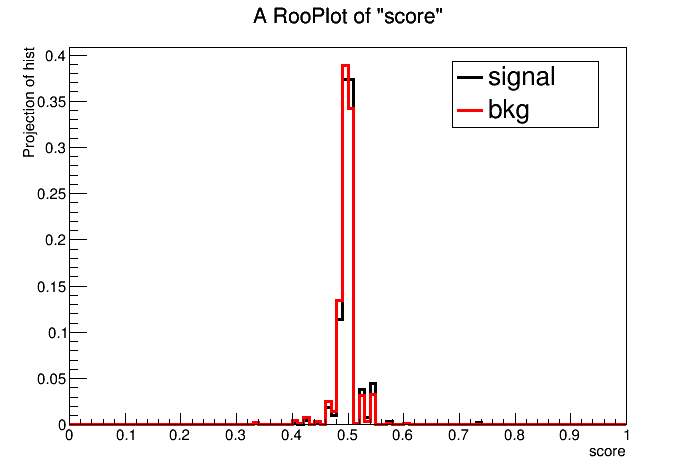 A RooPlot of "score"
Projection of hist
0.4
0.35
0.3
0.25
0.2
0.15
0.1
0.05
0
signal
bkg
0 0.1 0.2 0.3 0.4 0.5 0.6 0.7 0.8 0.9 1
score